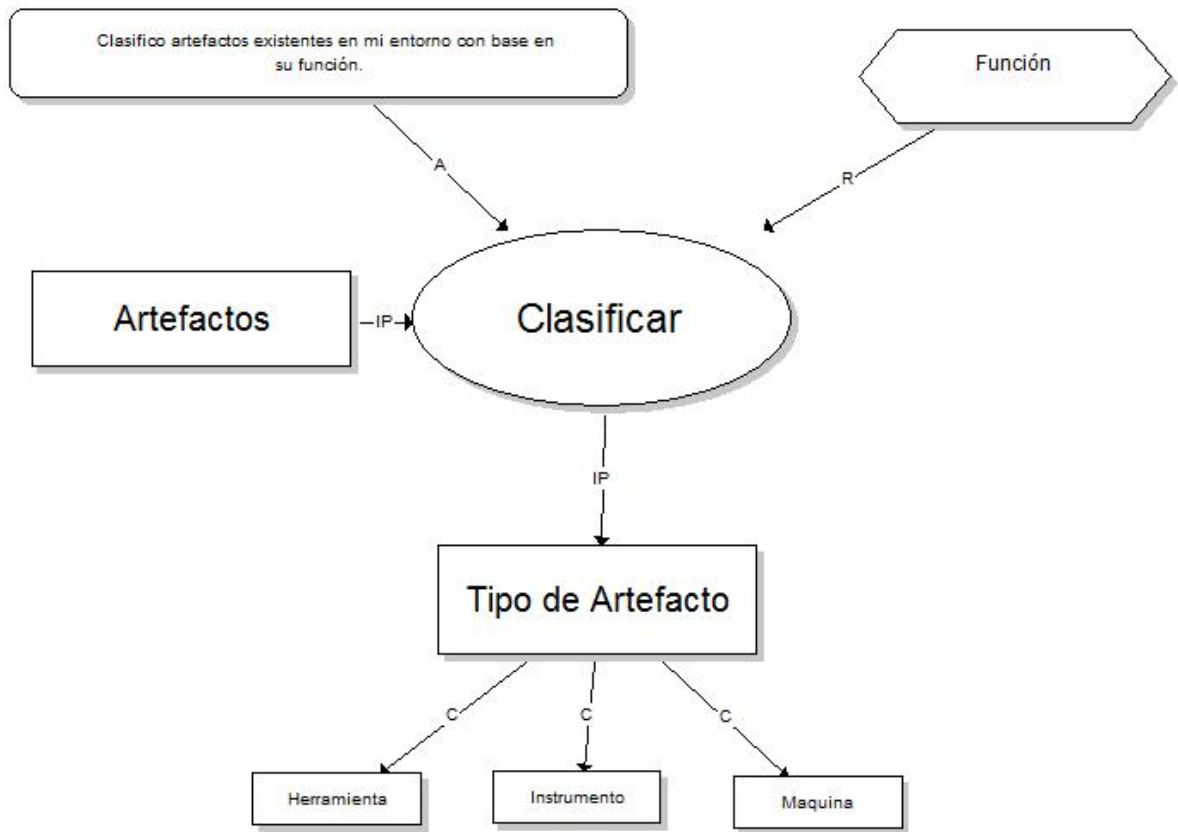 Clasifico artefactos existentes en mi entorno con base en
su función.
Función
A
R
Artefactos
IP
Clasificar
IP
Tipo de Artefacto
C
C
C
Herramienta
Instrumento
Maquina